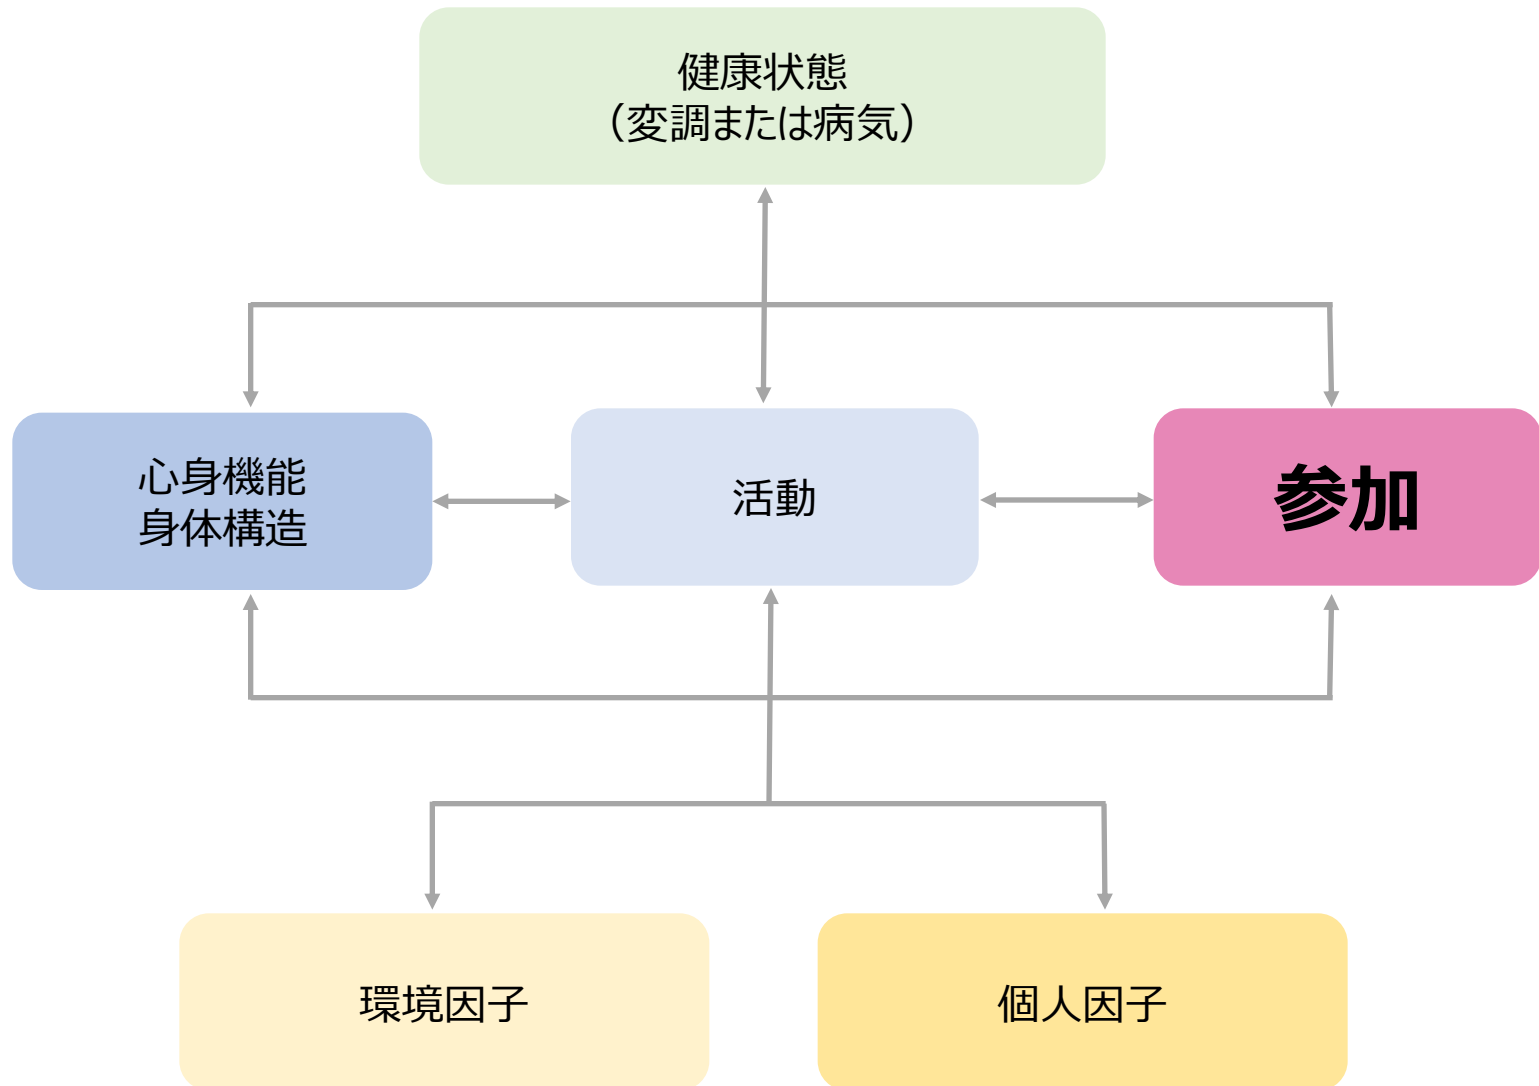 健康状態
（変調または病気）
心身機能
身体構造
活動
参加
環境因子
個人因子